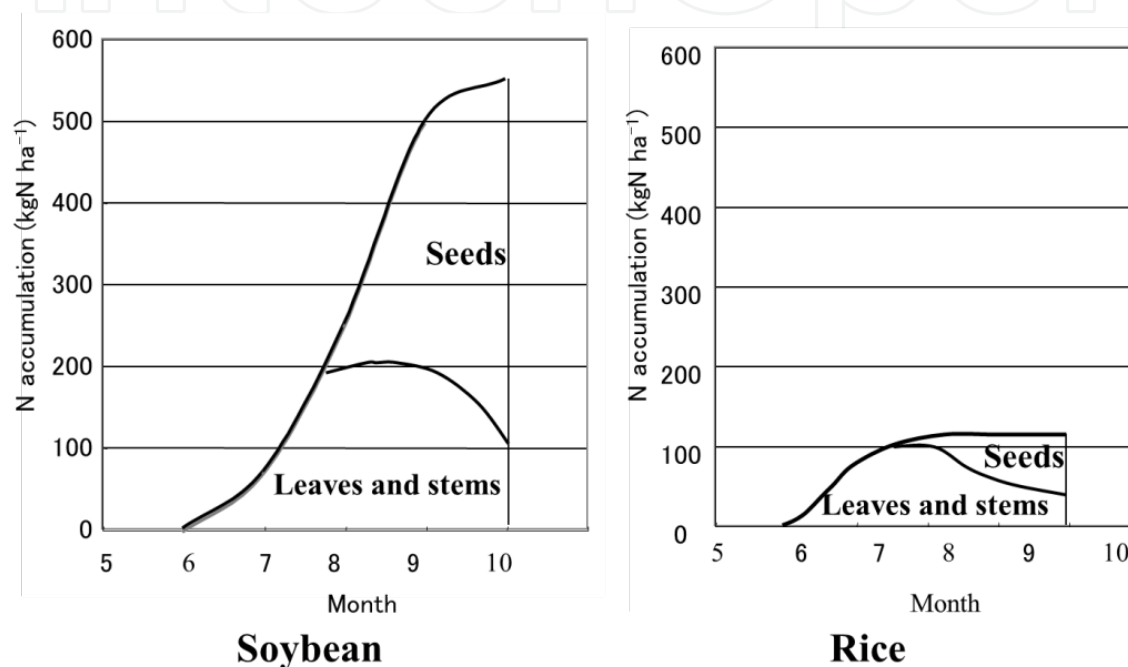 600
500
400
300
200
100
0
N accumulation (kgN ha⁻¹)
Seeds
Leaves and stems
5 6 7 8 9 10
Month
Soybean
600
500
400
300
200
100
0
N accumulation (kgN ha⁻¹)
Seeds
Leaves and stems
5 6 7 8 9 10
Month
Rice